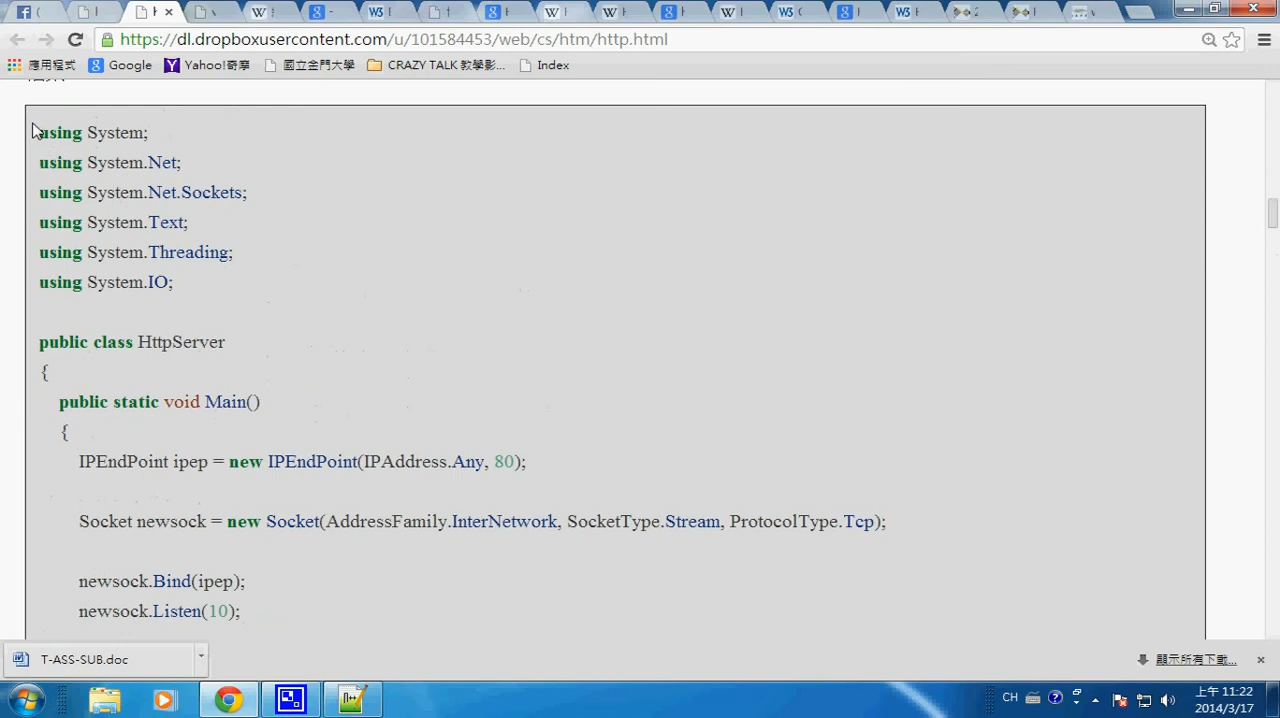 https://dl.dropboxusercontent.com/u/101584453/web/cs/htm/http.html
應用程式 Google Yahoo!奇摩 國立金門大學 CRAZY TALK 教學影... Index
using System;
using System.Net;
using System.Net.Sockets;
using System.Text;
using System.Threading;
using System.IO;
public class HttpServer
{
public static void Main()
{
IPEndPoint ipep = new IPEndPoint(IPAddress.Any, 80);
Socket newsock = new Socket(AddressFamily.InterNetwork, SocketType.Stream, ProtocolType.Tcp);
newsock.Bind(ipep);
newsock.Listen(10);
T-ASS-SUB.doc
顯示所有下載...
CH
上午 11:22
2014/3/17